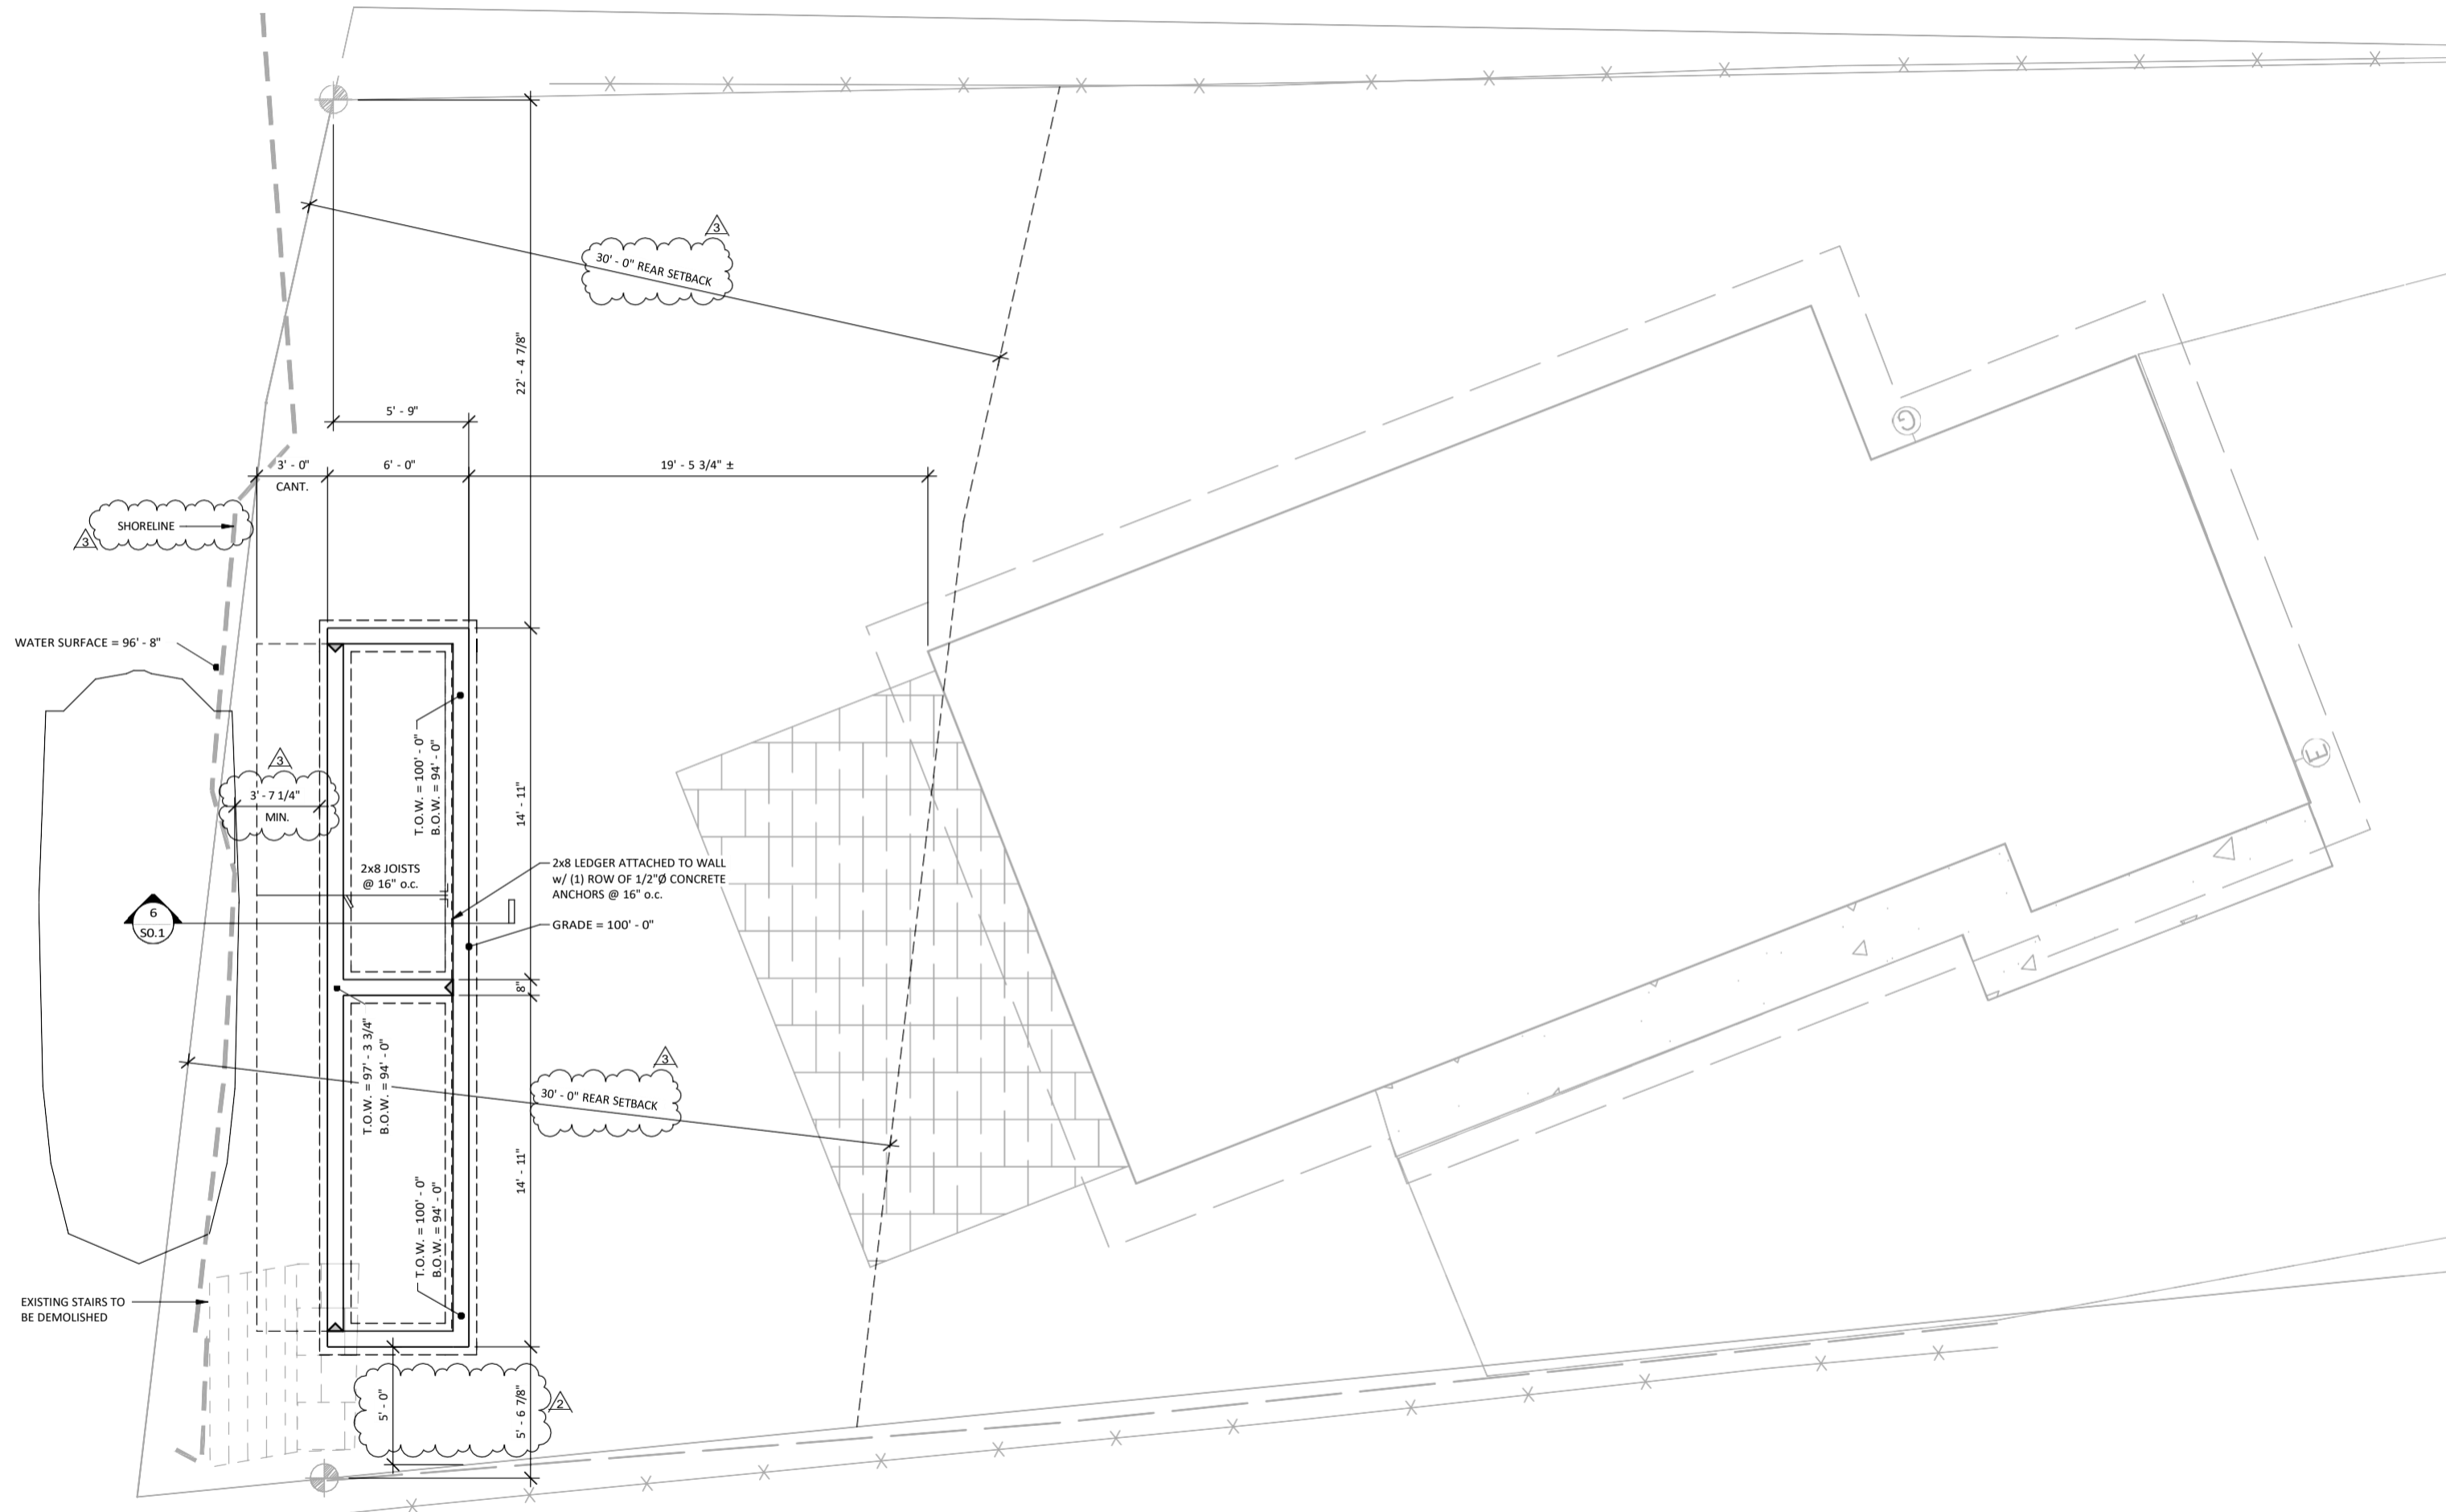 3
30' - 0" REAR SETBACK
22' - 4 7/8"
5' - 9"
3' - 0"
CANT.
6' - 0"
19' - 5 3/4" ±
G
SHORELINE
3
WATER SURFACE = 96' - 8"
T.O.W. = 100' - 0"
B.O.W. = 94' - 0"
3
3' - 7 1/4"
MIN.
14' - 11"
E
2x8 JOISTS
@ 16" o.c.
2x8 LEDGER ATTACHED TO WALL
w/ (1) ROW OF 1/2"Ø CONCRETE
ANCHORS @ 16" o.c.
6
S0.1
GRADE = 100' - 0"
8"
T.O.W. = 97' - 3 3/4"
B.O.W. = 94' - 0"
3
30' - 0" REAR SETBACK
14' - 11"
T.O.W. = 100' - 0"
B.O.W. = 94' - 0"
EXISTING STAIRS TO
BE DEMOLISHED
5' - 0"
5' - 6 7/8"
2